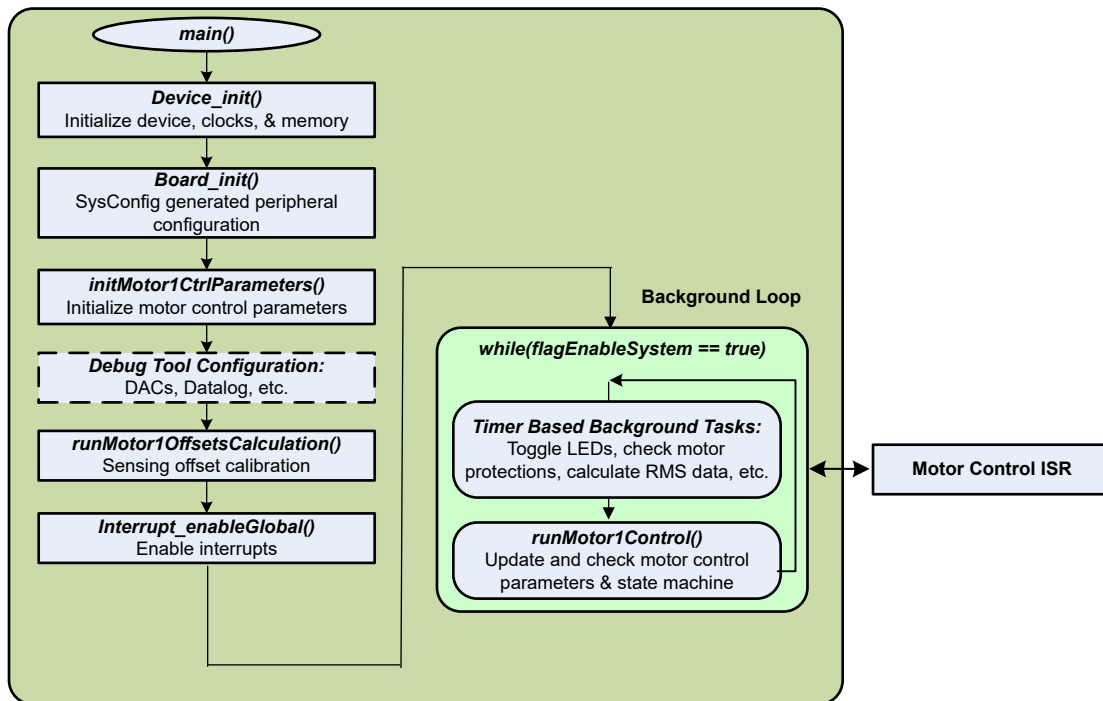 main()
Device_init()
Initialize device, clocks, & memory
Board_init()
SysConfig generated peripheral
configuration
initMotor1CtrlParameters()
Initialize motor control parameters
Debug Tool Configuration:
DACs, Datalog, etc.
runMotor1OffsetsCalculation()
Sensing offset calibration
Interrupt_enableGlobal()
Enable interrupts
Background Loop
while(flagEnableSystem == true)
Timer Based Background Tasks:
Toggle LEDs, check motor
protections, calculate RMS data, etc.
runMotor1Control()
Update and check motor control
parameters & state machine
Motor Control ISR